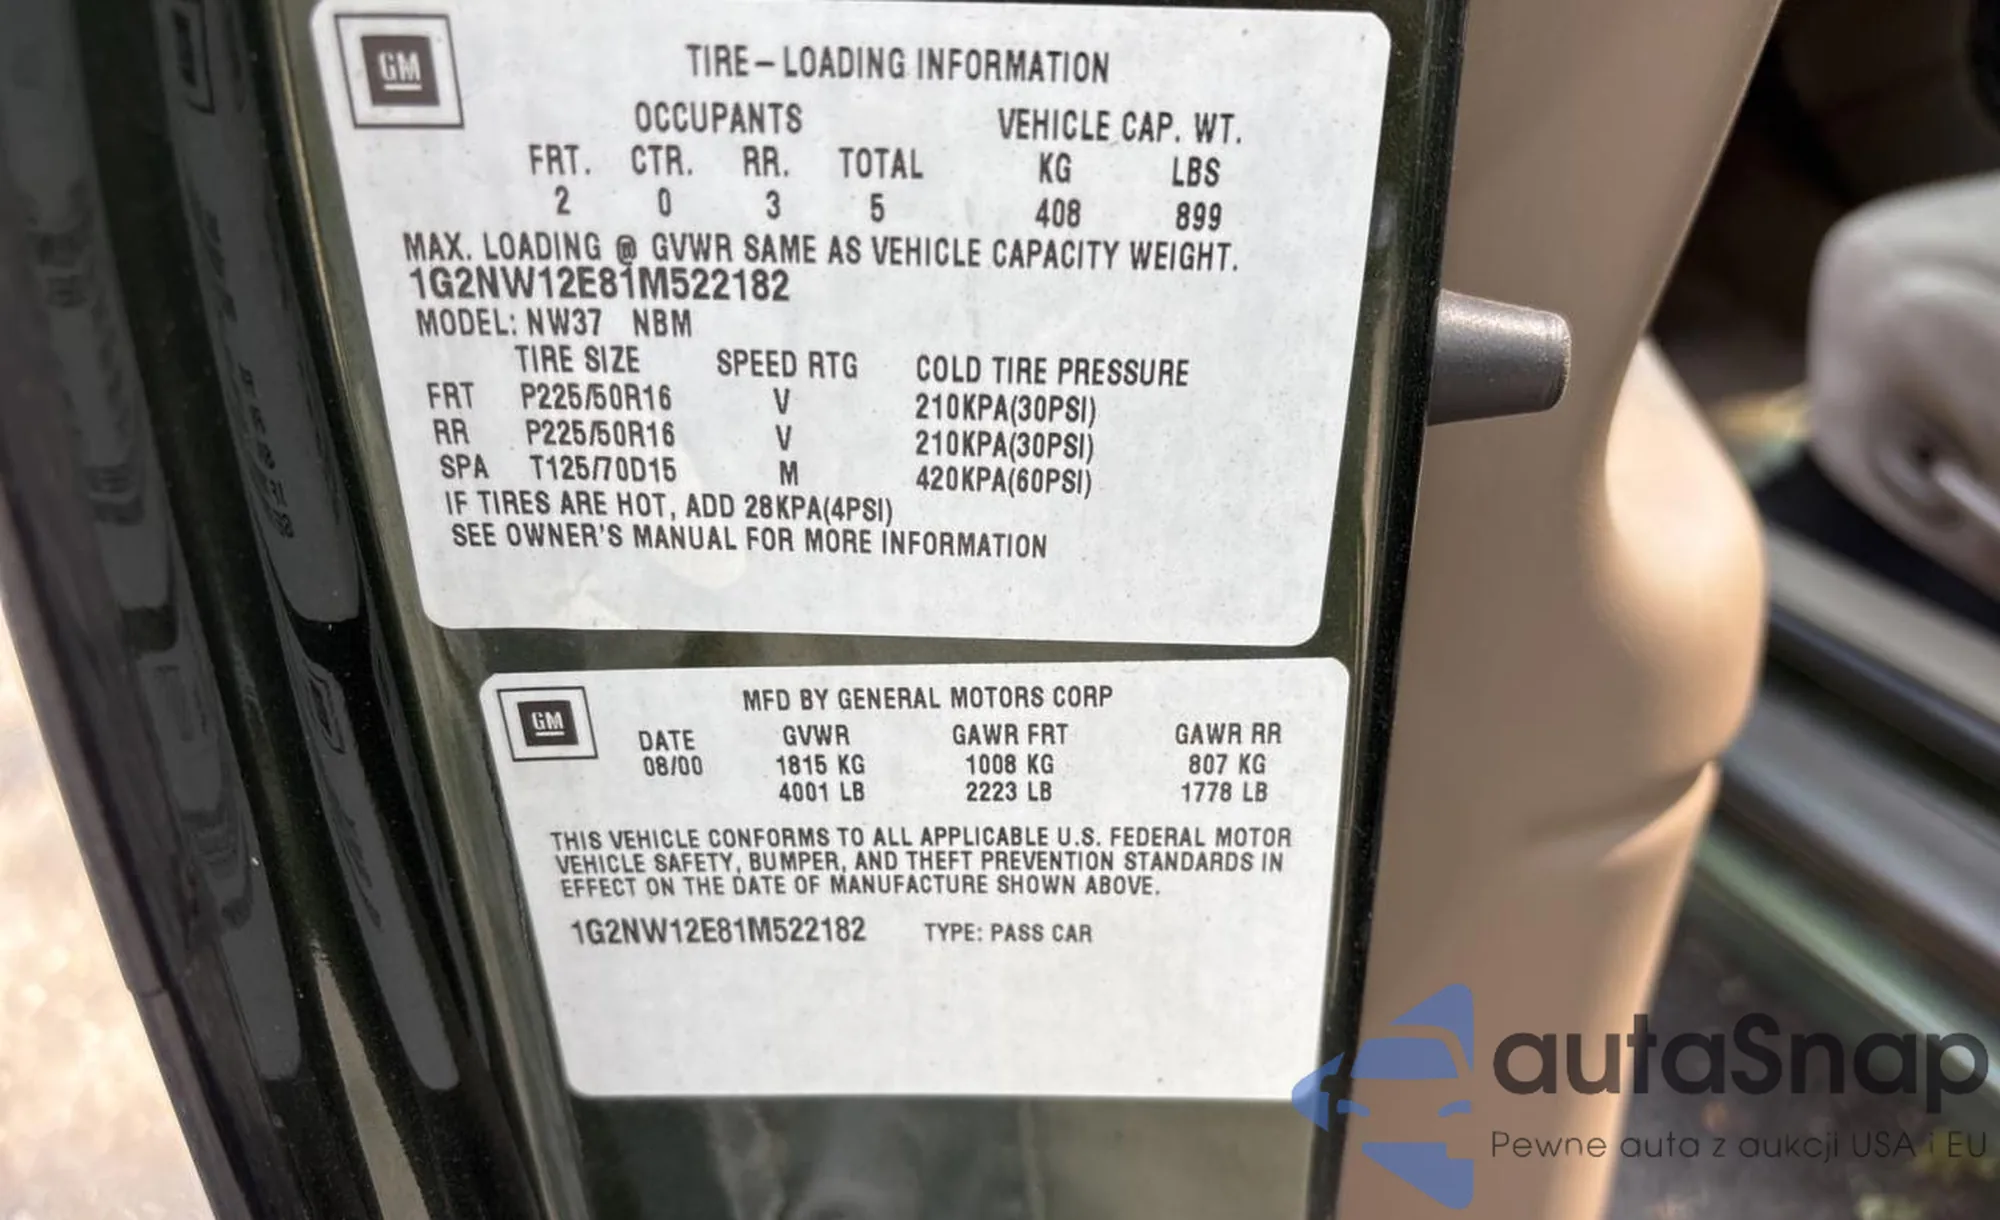 GM
TIRE-LOADING INFORMATION
OCCUPANTS VEHICLE CAP. WT.
FRT. CTR. RR. TOTAL KG LBS
2 0 3 5 408 899
MAX. LOADING @ GVWR SAME AS VEHICLE CAPACITY WEIGHT.
1G2NW12E81M522182
MODEL: NW37 NBM
TIRE SIZE SPEED RTG COLD TIRE PRESSURE
FRT P225/50R16 V 210KPA(30PSI)
RR P225/50R16 V 210KPA(30PSI)
SPA T125/70D15 M 420KPA(60PSI)
IF TIRES ARE HOT, ADD 28KPA(4PSI)
SEE OWNER'S MANUAL FOR MORE INFORMATION
GM
MFD BY GENERAL MOTORS CORP
DATE GVWR GAWR FRT GAWR RR
08/00 1815 KG 1008 KG 807 KG
4001 LB 2223 LB 1778 LB
THIS VEHICLE CONFORMS TO ALL APPLICABLE U.S. FEDERAL MOTOR
VEHICLE SAFETY, BUMPER, AND THEFT PREVENTION STANDARDS IN
EFFECT ON THE DATE OF MANUFACTURE SHOWN ABOVE.
1G2NW12E81M522182 TYPE: PASS CAR
autaSnap
Pewne auta z aukcji USA i EU